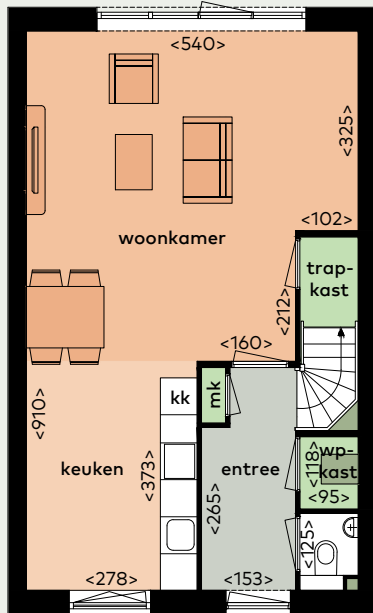 <540>
<325>
<102>
woonkamer
trap-
kast
<212>
<160>
kk
mk
<910>
keuken
<373>
entree
<265>
wp-
kast
<118>
<95>
<125>
<278>
<153>